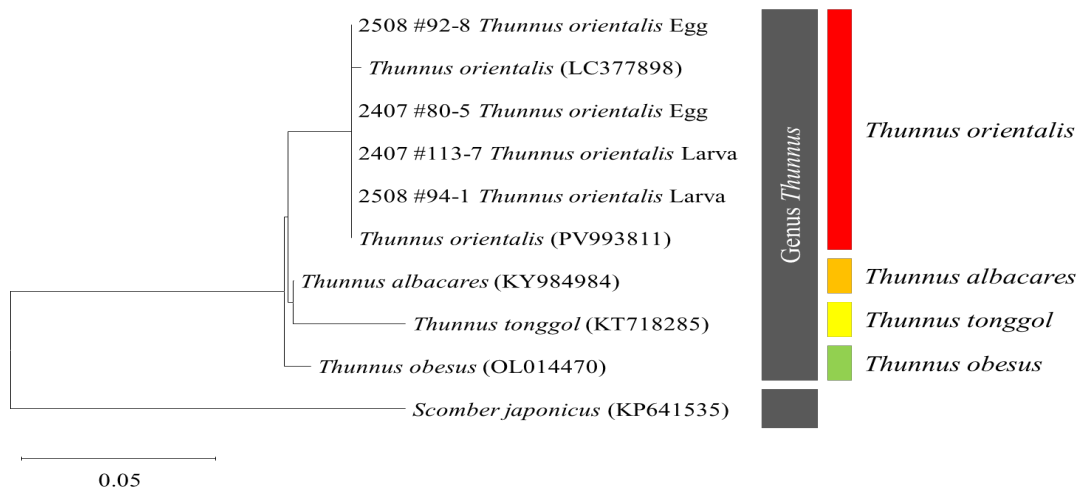 2508 #92-8 Thunnus orientalis Egg
Thunnus orientalis (LC377898)
2407 #80-5 Thunnus orientalis Egg
2407 #113-7 Thunnus orientalis Larva
2508 #94-1 Thunnus orientalis Larva
Thunnus orientalis (PV993811)
Thunnus albacares (KY984984)
Thunnus tonggol (KT718285)
Thunnus obesus (OL014470)
Scomber japonicus (KP641535)
Genus Thunnus
Thunnus orientalis
Thunnus albacares
Thunnus tonggol
Thunnus obesus
0.05